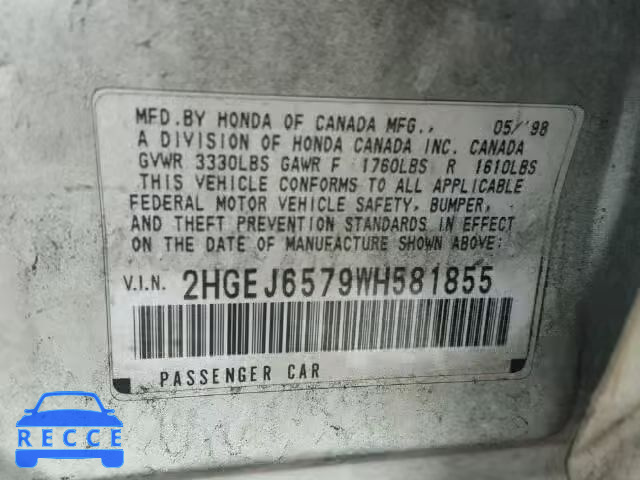 MFD.BY HONDA OF CANADA MFG., 05/'98
A DIVISION OF HONDA CANADA INC. CANADA
GVWR 3330LBS GAWR F 1760LBS R 1610LBS
THIS VEHICLE CONFORMS TO ALL APPLICABLE
FEDERAL MOTOR VEHICLE SAFETY, BUMPER,
AND THEFT PREVENTION STANDARDS IN EFFECT
ON THE DATE OF MANUFACTURE SHOWN ABOVE:
V.I.N. 2HGEJ6579WH581855
PASSENGER CAR
RECCE